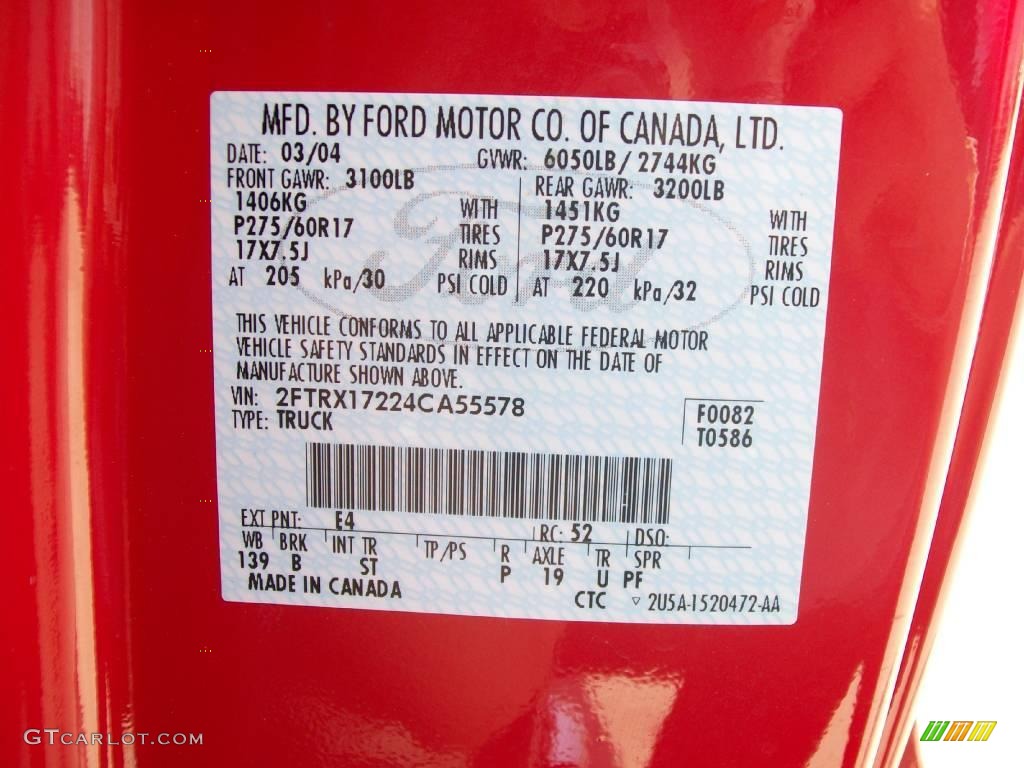 MFD. BY FORD MOTOR CO. OF CANADA, LTD.
DATE: 03/04 GVWR: 6050LB/ 2744KG
FRONT GAWR: 3100LB REAR GAWR: 3200LB
1406KG WITH 1451KG WITH
P275/60R17 TIRES P275/60R17 TIRES
17X7.5J RIMS 17X7.5J RIMS
AT 205 kPa/30 PSI COLD AT 220 kPa/32 PSI COLD
Ford
THIS VEHICLE CONFORMS TO ALL APPLICABLE FEDERAL MOTOR
VEHICLE SAFETY STANDARDS IN EFFECT ON THE DATE OF
MANUFACTURE SHOWN ABOVE.
VIN: 2FTRX17224CA55578 F0082
TYPE: TRUCK T0586
EXT PNT: E4 RC: 52 DSO:
WB BRK INT TR TP/PS R AXLE TR SPR
139 B ST P 19 U PF
MADE IN CANADA
CTC ▽ 2U5A-1520472-AA
GTCARLOT.COM